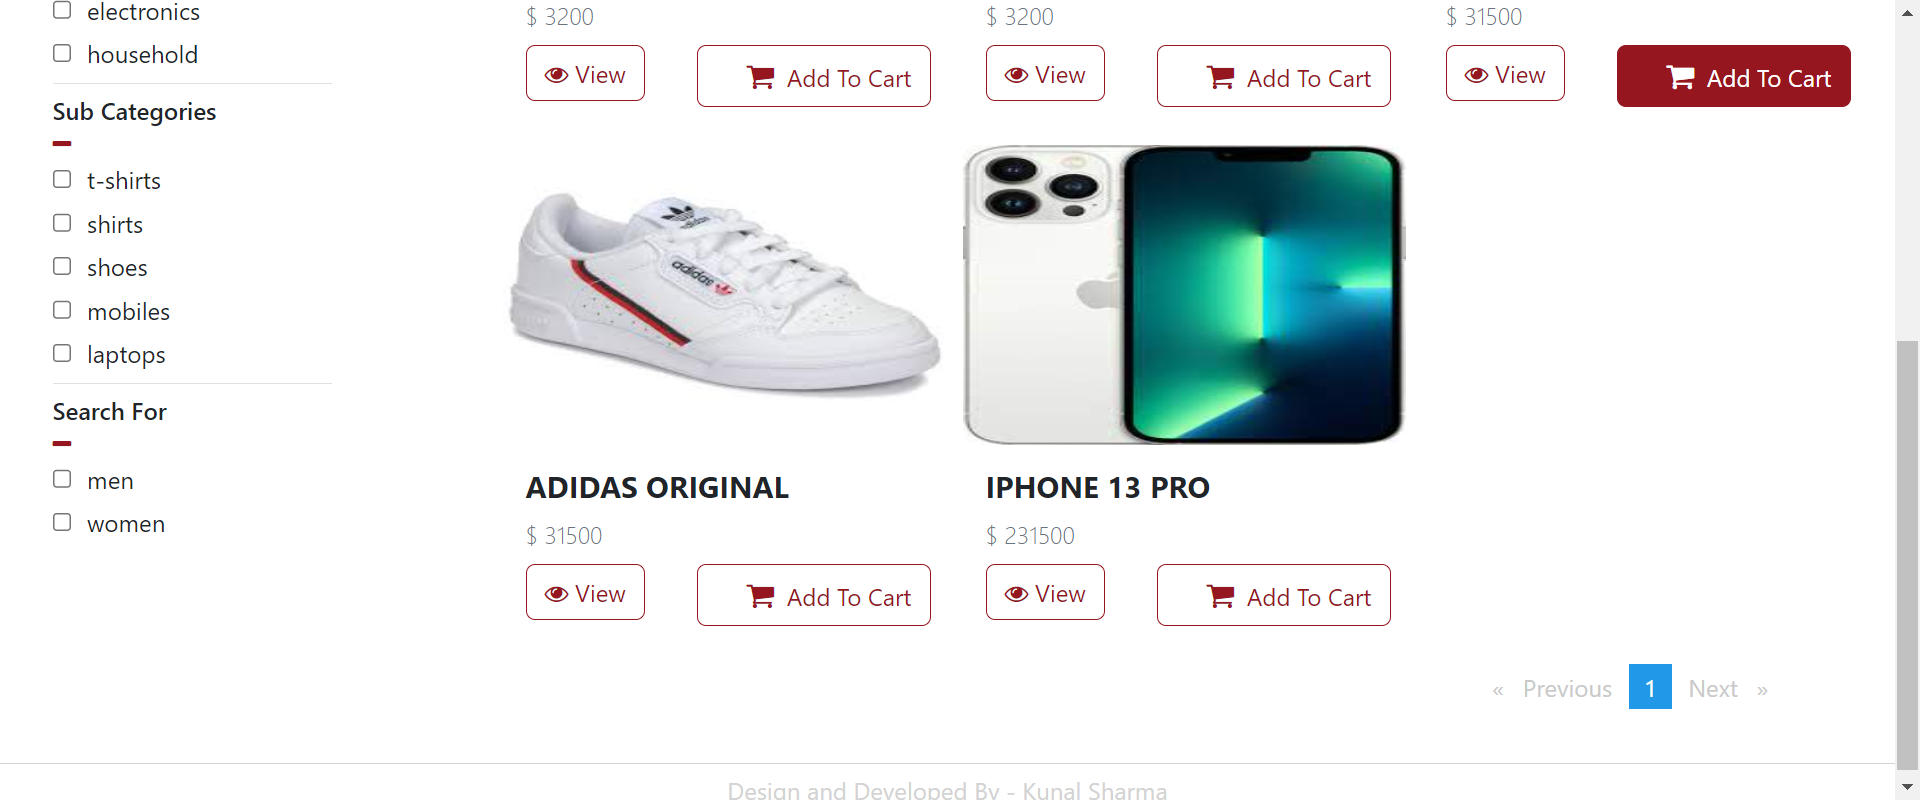 electronics
household
Sub Categories
t-shirts
shirts
shoes
mobiles
laptops
Search For
men
women
$ 3200
$ 3200
$ 31500
View
Add To Cart
View
Add To Cart
View
Add To Cart
adidas
adidas
ADIDAS ORIGINAL
IPHONE 13 PRO
$ 31500
$ 231500
View
Add To Cart
View
Add To Cart
« Previous 1 Next »
Design and Developed By - Kunal Sharma